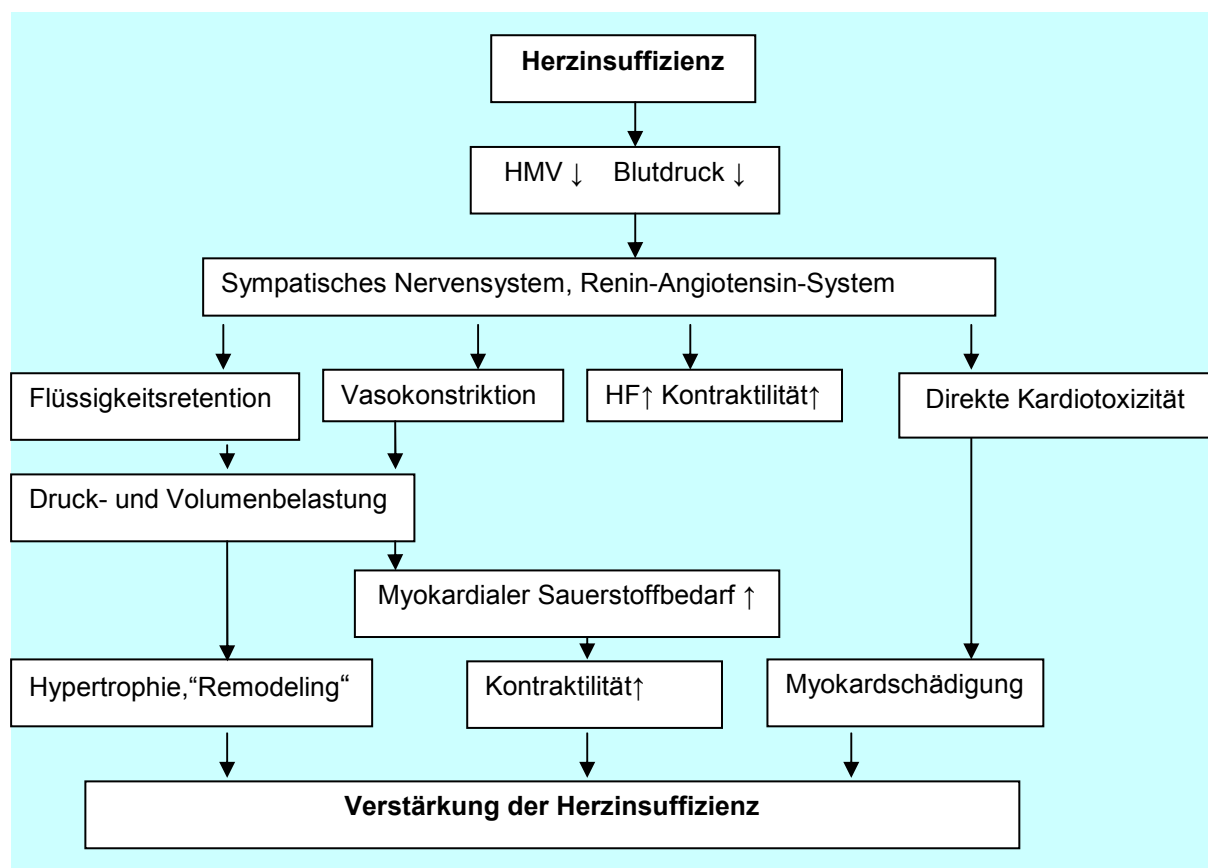 Herzinsuffizienz
HMV ↓ Blutdruck ↓
Sympatisches Nervensystem, Renin-Angiotensin-System
Flüssigkeitsretention
Vasokonstriktion
HF↑ Kontraktilität↑
Direkte Kardiotoxizität
Druck- und Volumenbelastung
Myokardialer Sauerstoffbedarf ↑
Hypertrophie,“Remodeling“
Kontraktilität↑
Myokardschädigung
Verstärkung der Herzinsuffizienz